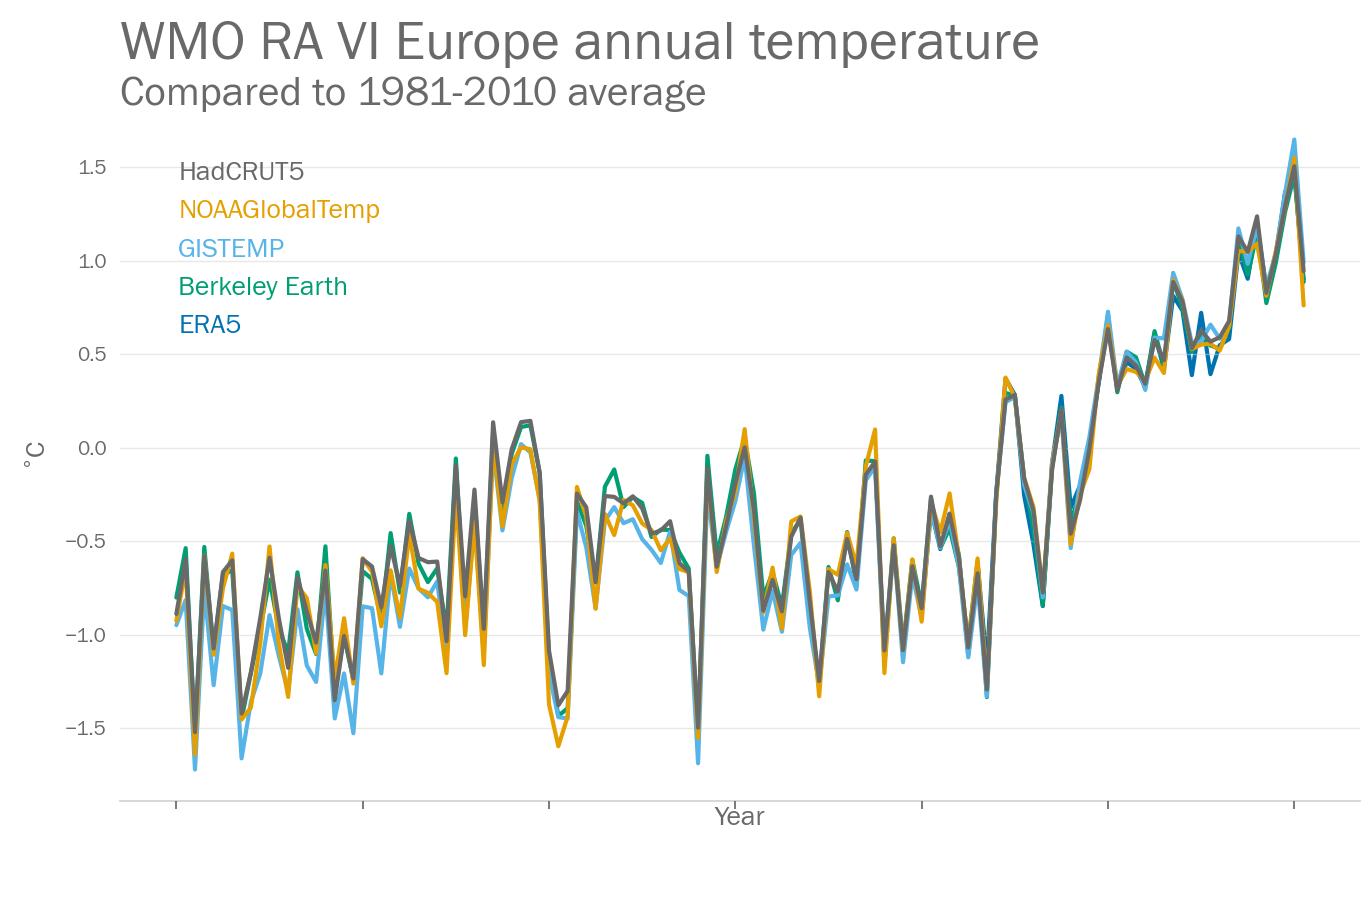 WMO RA VI Europe annual temperature
Compared to 1981-2010 average
1.5
1.0
0.5
0.0
−0.5
−1.0
−1.5
°C
HadCRUT5
NOAAGlobalTemp
GISTEMP
Berkeley Earth
ERA5
Year